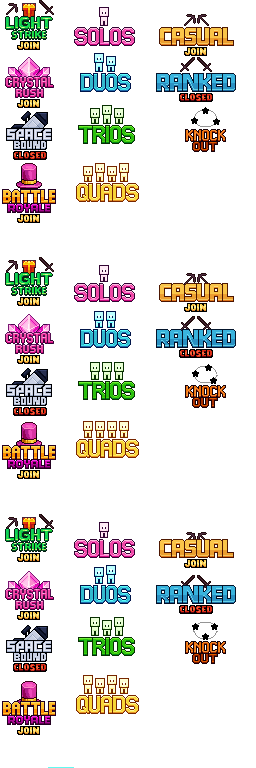 LIGHT
STRIKE
JOIN
SOLOS
CASUAL
JOIN
CRYSTAL
RUSH
JOIN
DUOS
RANKED
CLOSED
SPACE
BOUND
CLOSED
TRIOS
KNOCK
OUT
BATTLE
ROYALE
JOIN
QUADS
LIGHT
STRIKE
JOIN
SOLOS
CASUAL
JOIN
CRYSTAL
RUSH
JOIN
DUOS
RANKED
CLOSED
SPACE
BOUND
CLOSED
TRIOS
KNOCK
OUT
BATTLE
ROYALE
JOIN
QUADS
LIGHT
STRIKE
JOIN
SOLOS
CASUAL
JOIN
CRYSTAL
RUSH
JOIN
DUOS
RANKED
CLOSED
SPACE
BOUND
CLOSED
TRIOS
KNOCK
OUT
BATTLE
ROYALE
JOIN
QUADS